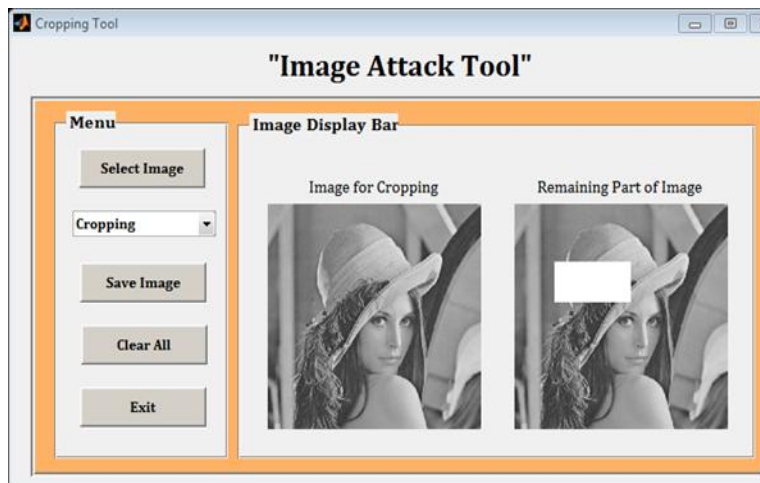 Cropping Tool
"Image Attack Tool"
Menu
Select Image
Cropping
Save Image
Clear All
Exit
Image Display Bar
Image for Cropping
Remaining Part of Image